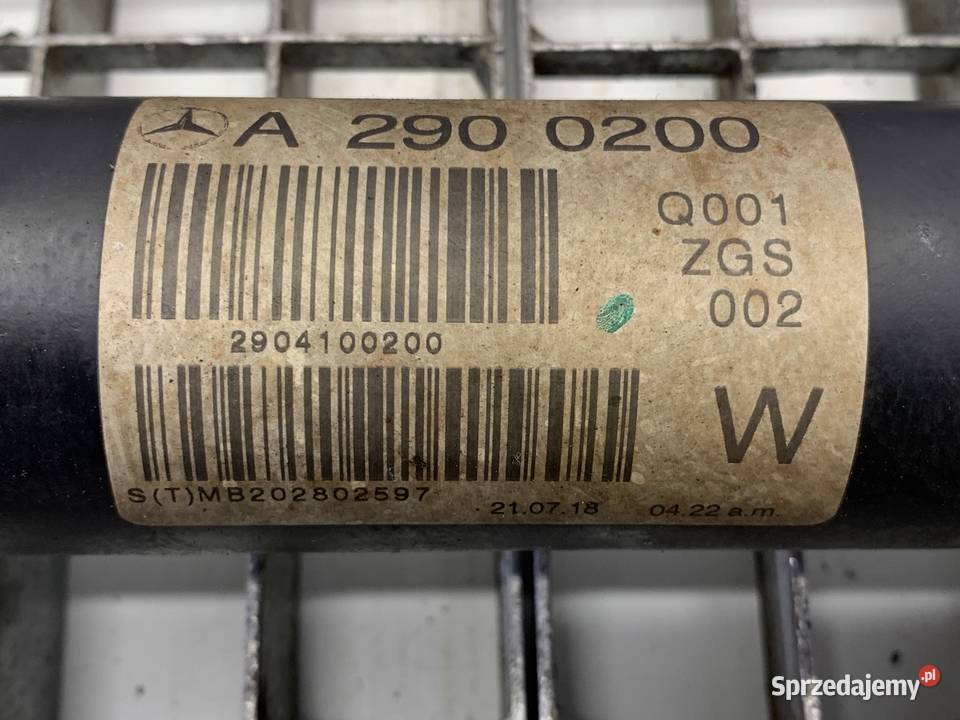 A 290 0200
Q001
ZGS
002
2904100200
W
S(T)MB202802597
21.07.18 04.22 a.m.
Sprzedajemy.pl